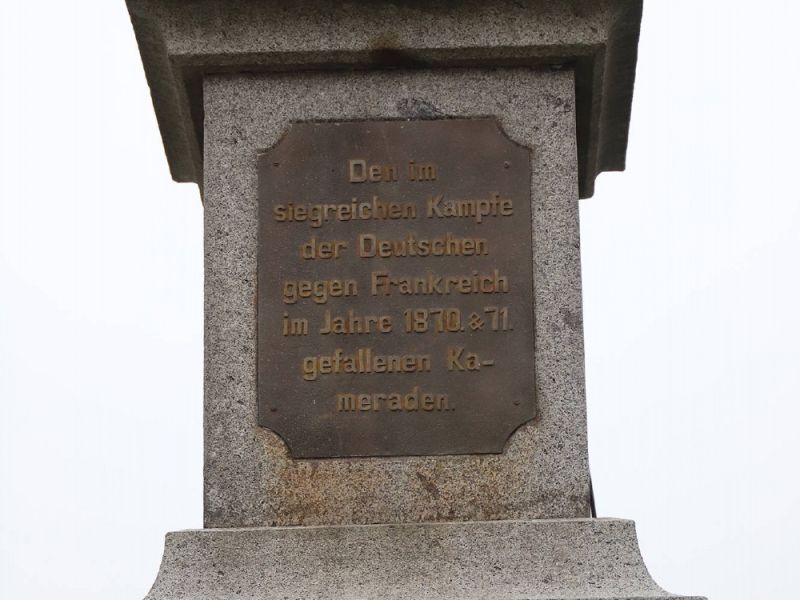 Den im
siegreichen Kampfe
der Deutschen
gegen Frankreich
im Jahre 1870. & 71.
gefallenen Ka-
meraden.